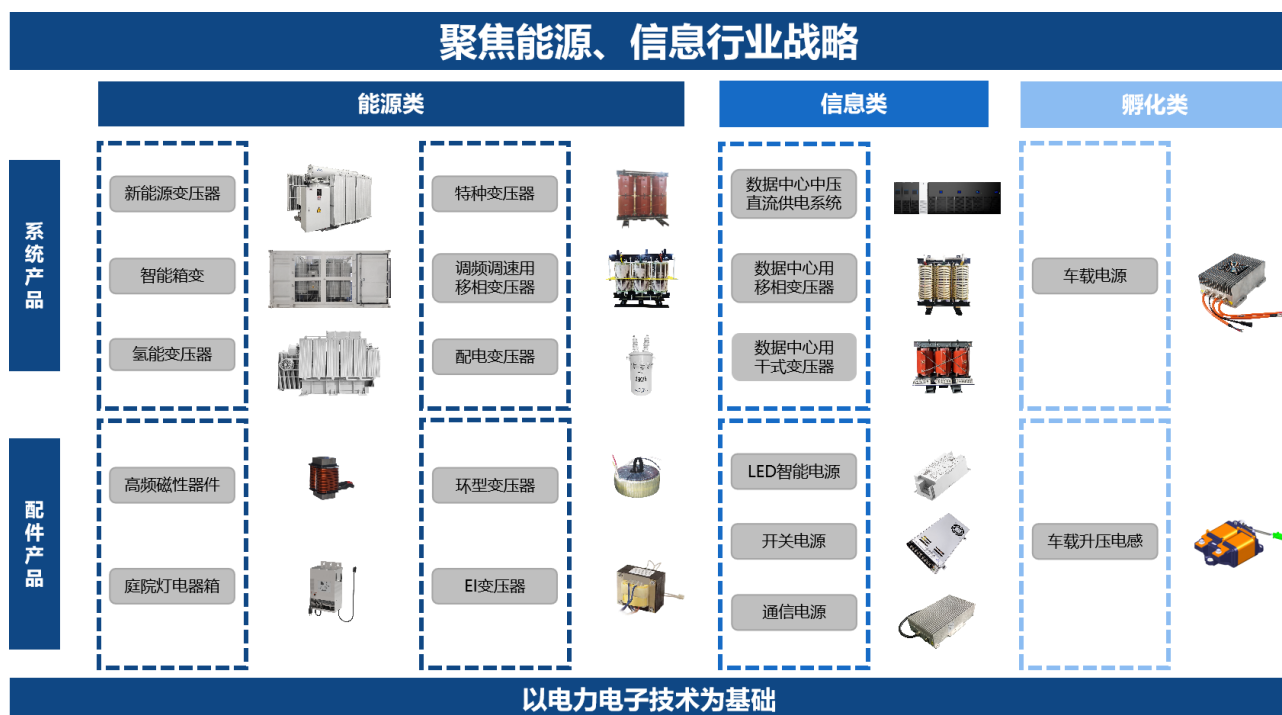 聚焦能源、信息行业战略
能源类
信息类
孵化类
系统产品
新能源变压器
特种变压器
数据中心中压
直流供电系统
智能箱变
调频调速用
移相变压器
数据中心用
移相变压器
车载电源
氢能变压器
配电变压器
数据中心用
干式变压器
配件产品
高频磁性器件
环型变压器
LED智能电源
开关电源
车载升压电感
庭院灯电器箱
EI变压器
通信电源
以电力电子技术为基础